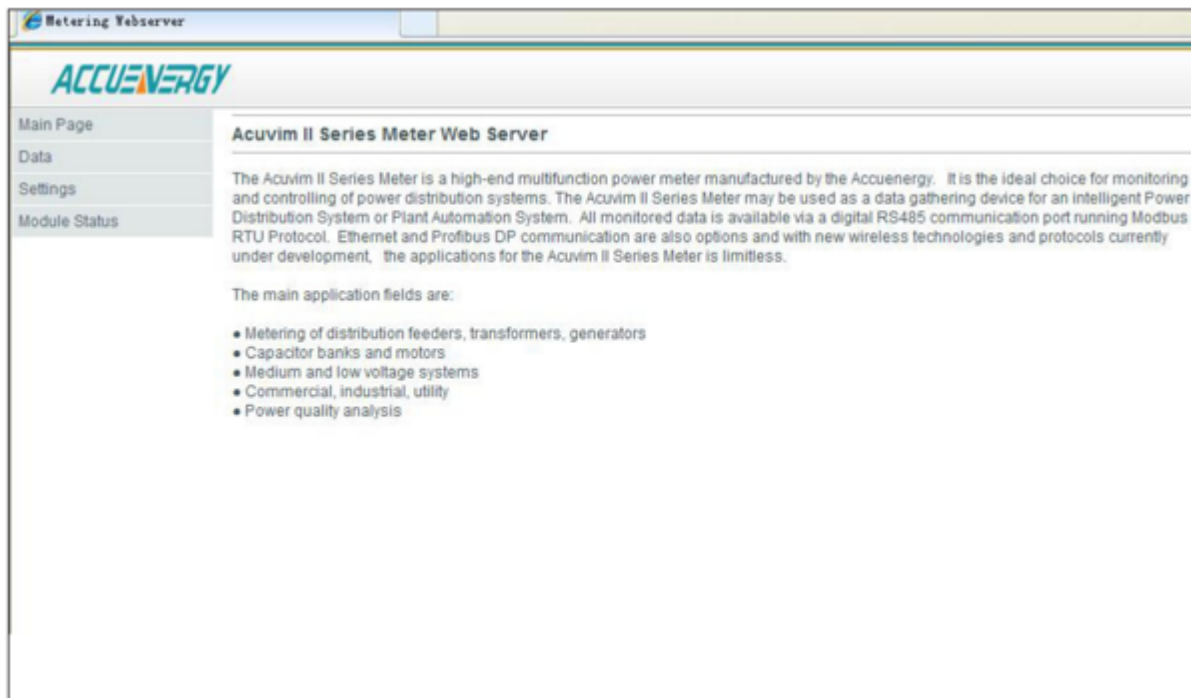 Metering Webserver
ACCUENERGY
Main Page
Data
Settings
Module Status
Acuvim II Series Meter Web Server
The Acuvim II Series Meter is a high-end multifunction power meter manufactured by the Accuenergy. It is the ideal choice for monitoring
and controlling of power distribution systems. The Acuvim II Series Meter may be used as a data gathering device for an intelligent Power
Distribution System or Plant Automation System. All monitored data is available via a digital RS485 communication port running Modbus
RTU Protocol. Ethernet and Profibus DP communication are also options and with new wireless technologies and protocols currently
under development, the applications for the Acuvim II Series Meter is limitless.
The main application fields are:
● Metering of distribution feeders, transformers, generators
● Capacitor banks and motors
● Medium and low voltage systems
● Commercial, industrial, utility
● Power quality analysis